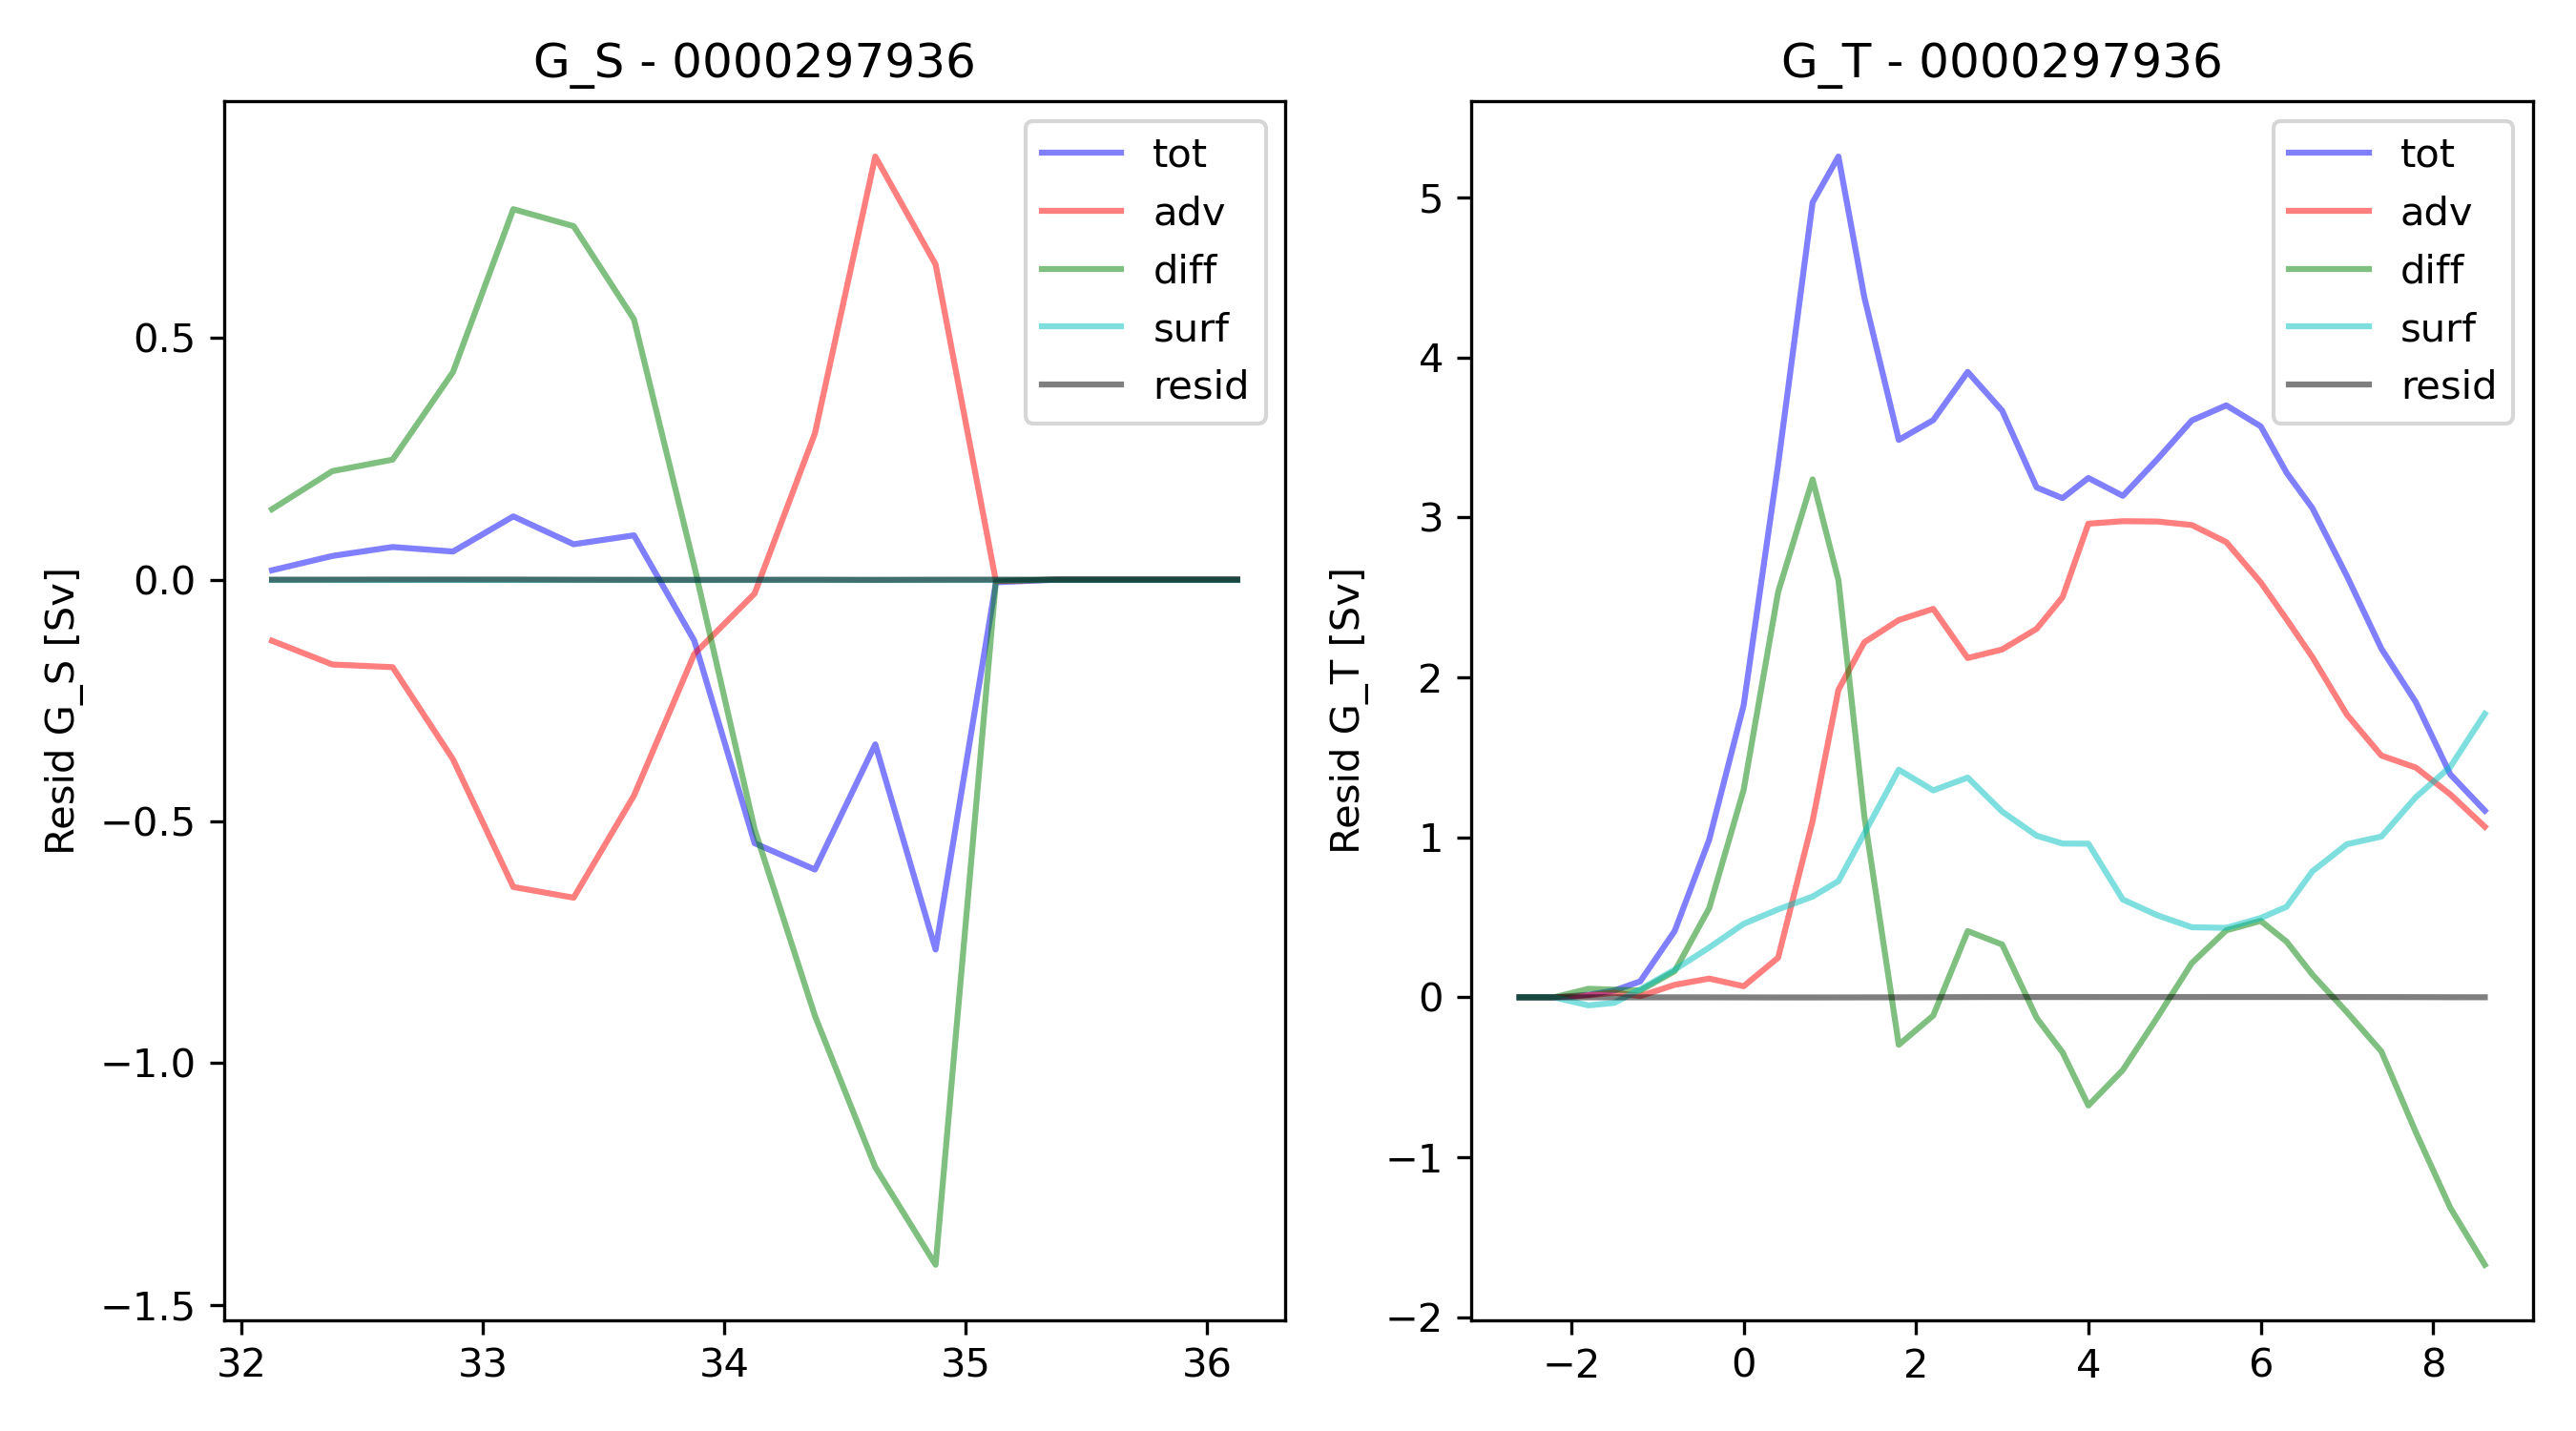 G_S - 0000297936
Resid G_S [Sv]
0.5
0.0
−0.5
−1.0
−1.5
32 33 34 35 36
tot
adv
diff
surf
resid
G_T - 0000297936
Resid G_T [Sv]
5
4
3
2
1
0
−1
−2
−2 0 2 4 6 8
tot
adv
diff
surf
resid